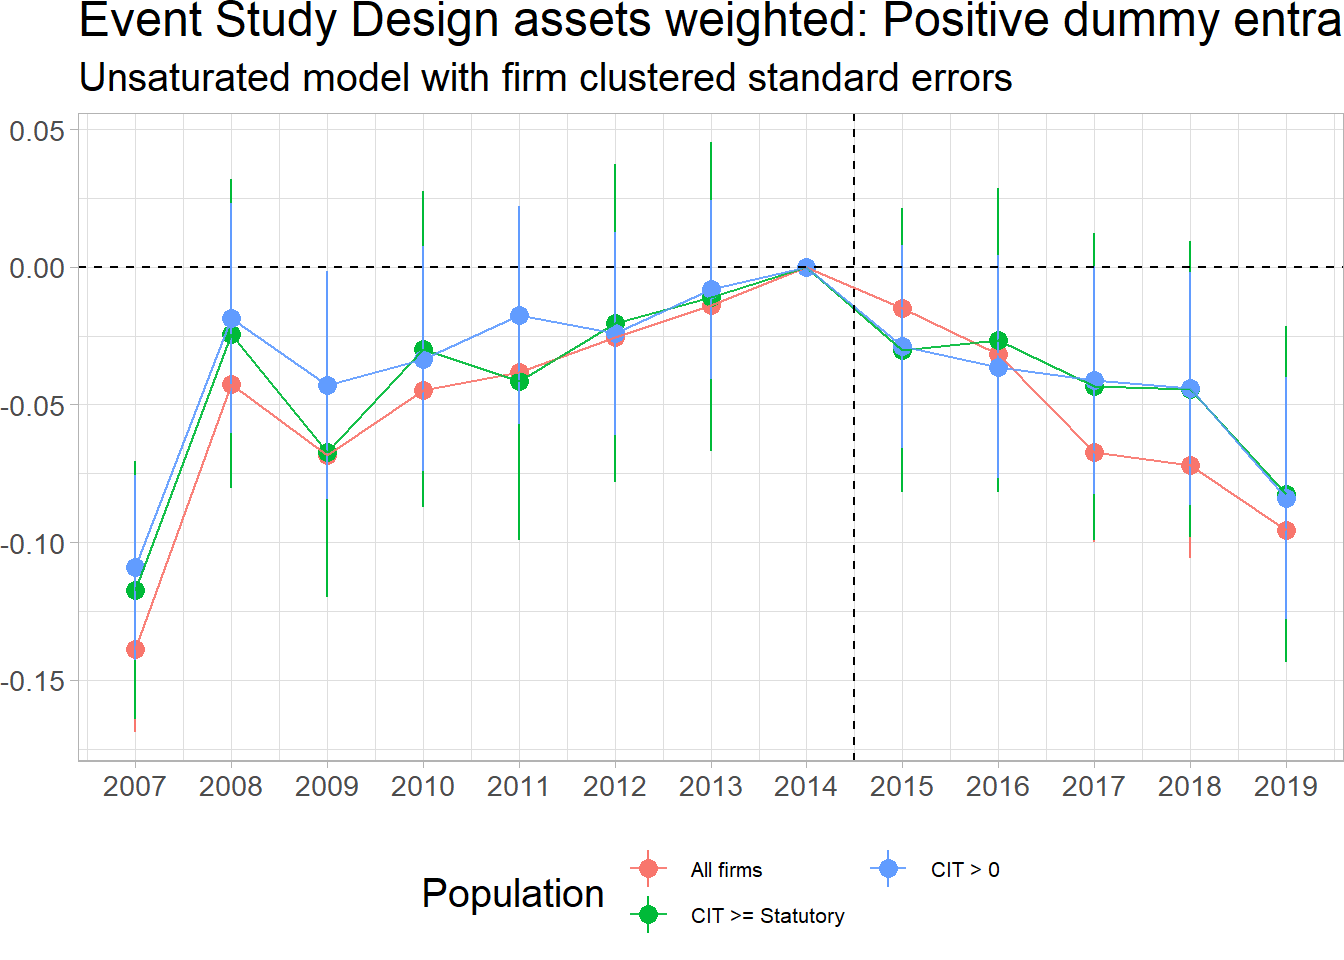 Event Study Design assets weighted: Positive dummy entra
Unsaturated model with firm clustered standard errors
0.05
0.00
-0.05
-0.10
-0.15
2007 2008 2009 2010 2011 2012 2013 2014 2015 2016 2017 2018 2019
Population
All firms
CIT > 0
CIT >= Statutory